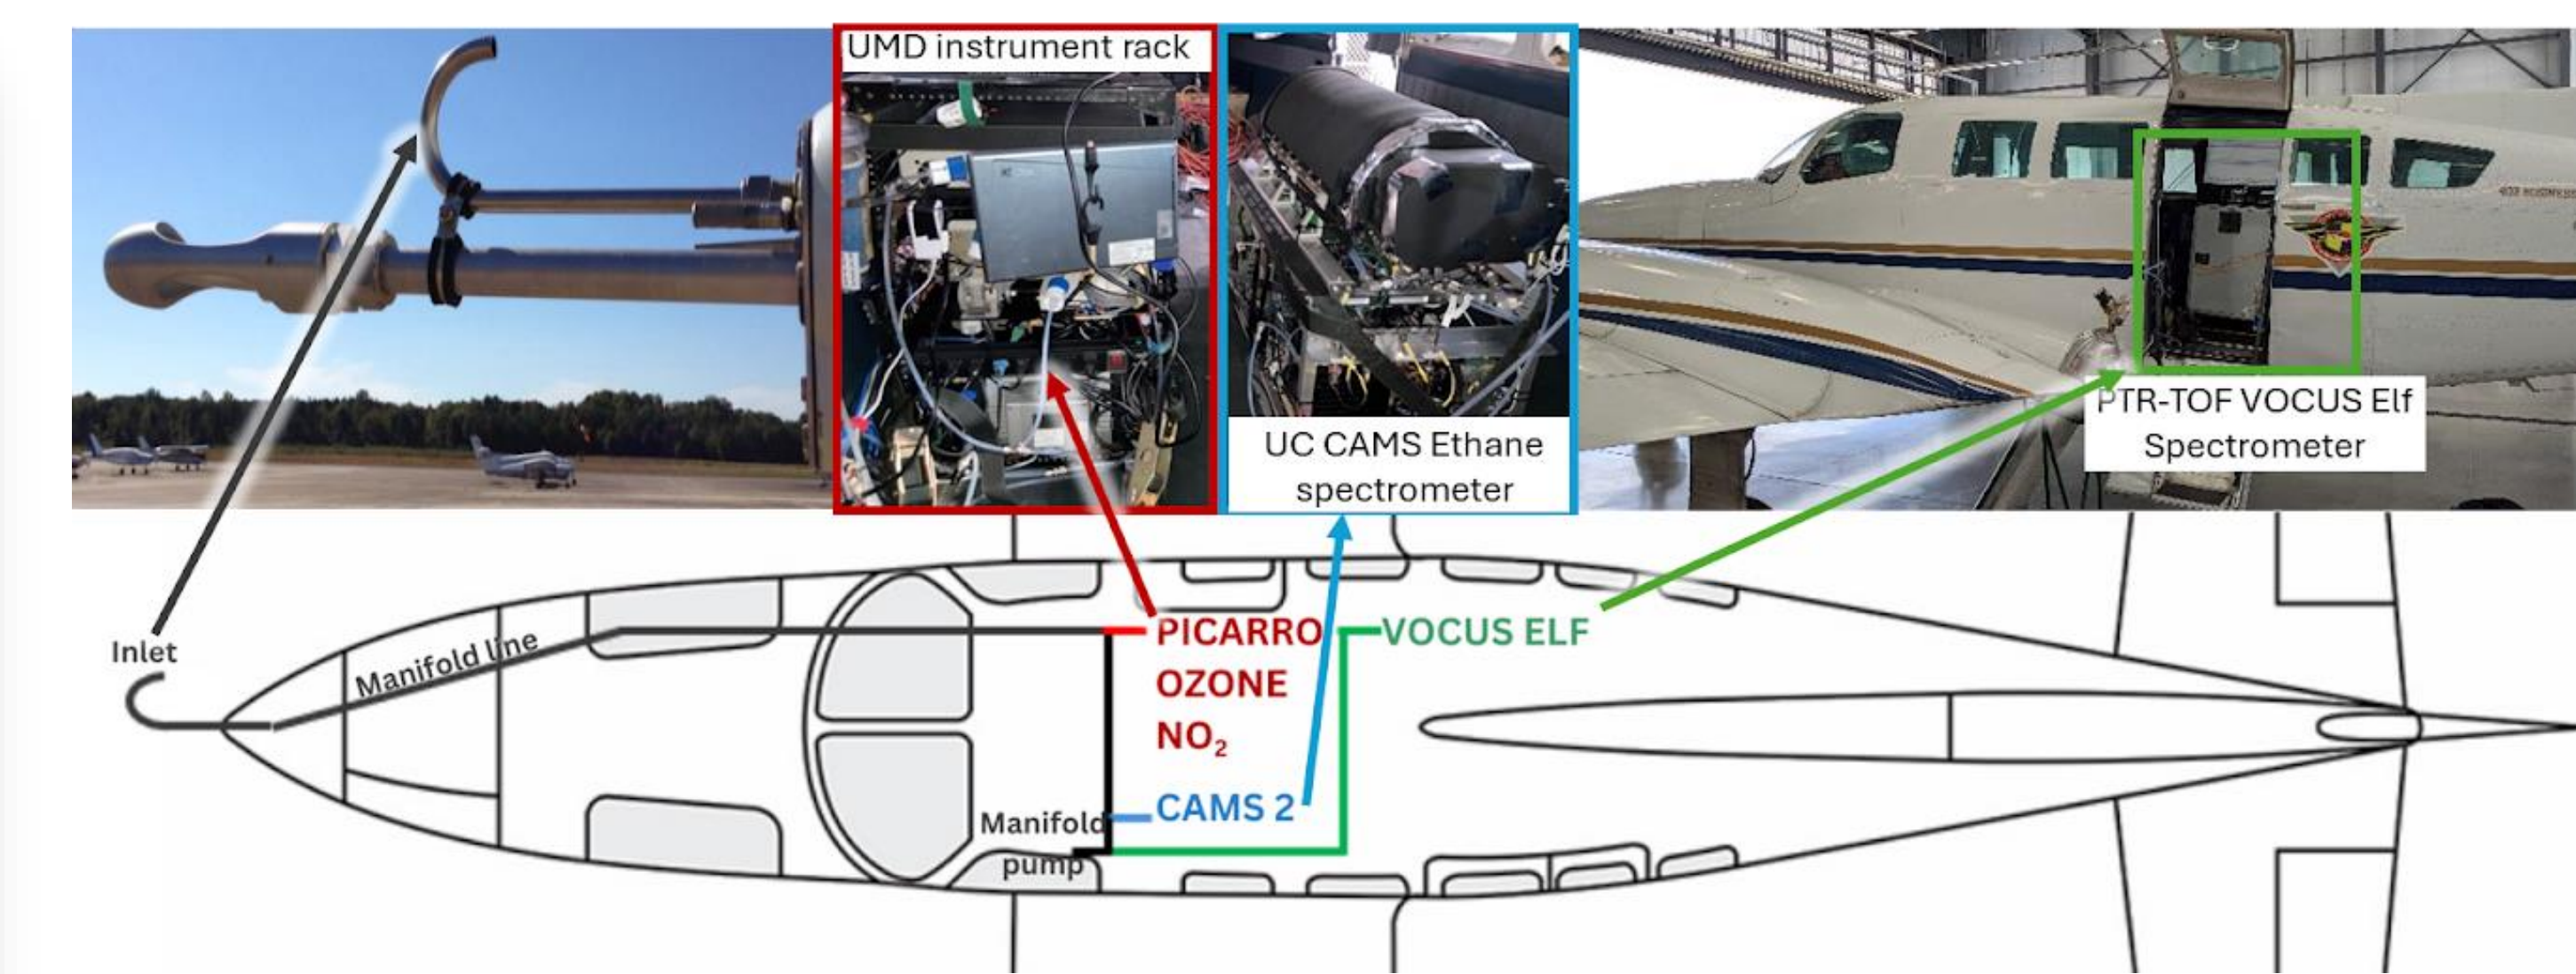 UMD instrument rack
UC CAMS Ethane
spectrometer
PTR-TOF VOCUS Elf
Spectrometer
Inlet
Manifold line
PICARRO
OZONE
NO₂
CAMS 2
VOCUS ELF
Manifold
pump